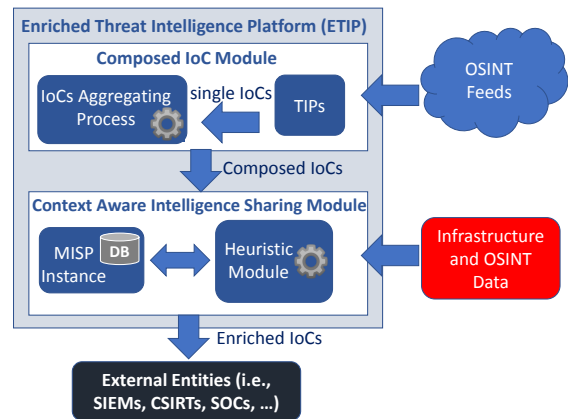 Enriched Threat Intelligence Platform (ETIP)
Composed IoC Module
IoCs Aggregating
Process
single IoCs
TIPs
OSINT
Feeds
Composed IoCs
Context Aware Intelligence Sharing Module
MISP
Instance
DB
Heuristic
Module
Infrastructure
and OSINT
Data
Enriched IoCs
External Entities (i.e.,
SIEMs, CSIRTs, SOCs, ...)